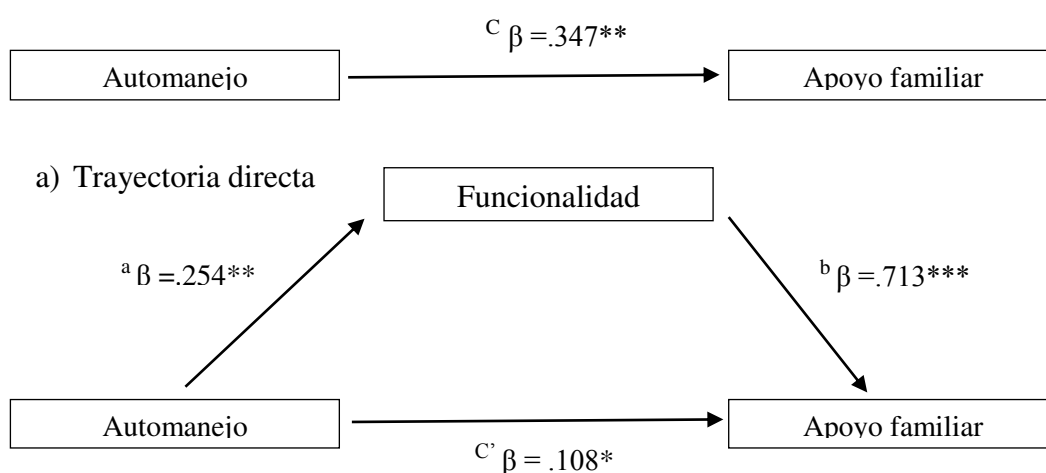 C β =.347**
Automanejo
Apoyo familiar
a) Trayectoria directa
Funcionalidad
a β =.254**
b β =.713***
Automanejo
Apoyo familiar
C’ β = .108*